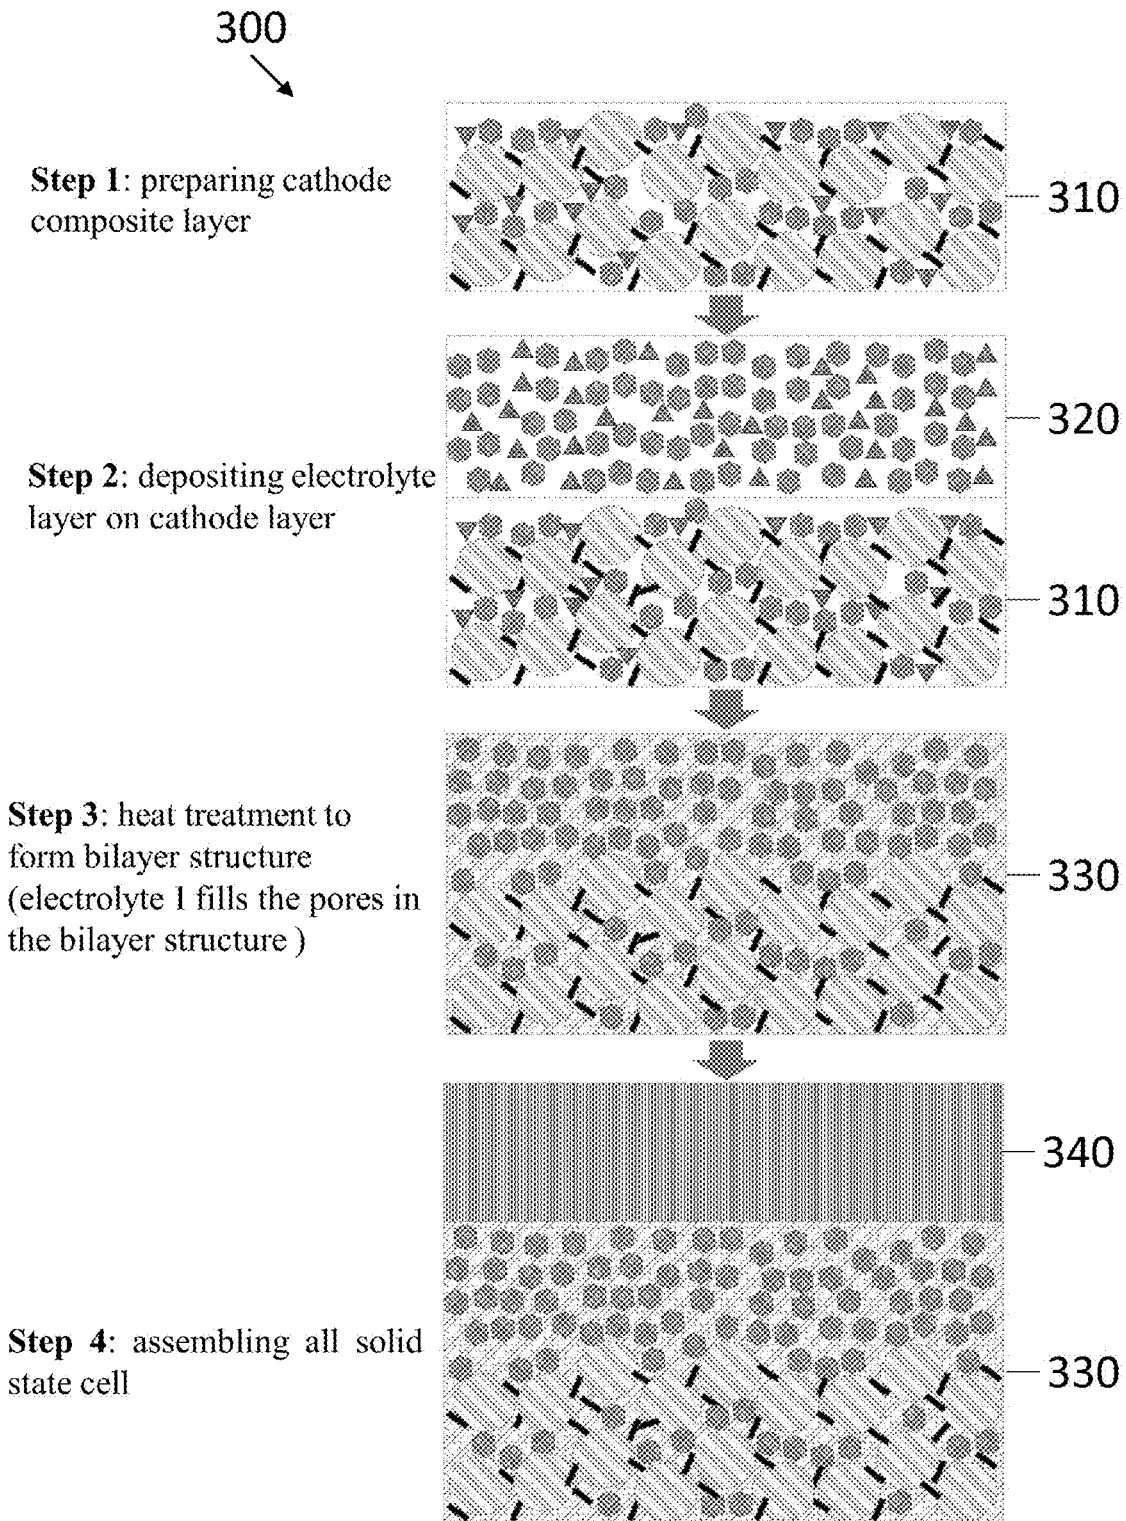 300
Step 1: preparing cathode
composite layer
310
320
Step 2: depositing electrolyte
layer on cathode layer
310
Step 3: heat treatment to
form bilayer structure
(electrolyte 1 fills the pores in
the bilayer structure )
330
340
Step 4: assembling all solid
state cell
330